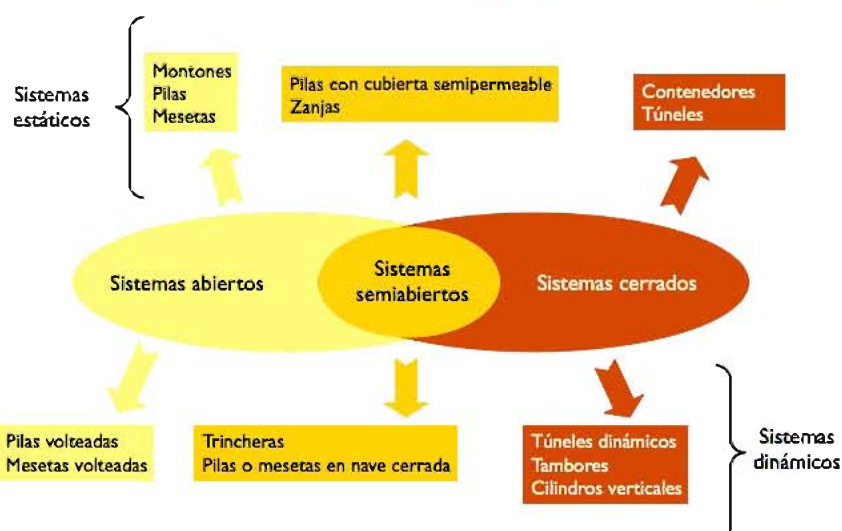 Sistemas
estáticos
Montones
Pilas
Mesetas
Pilas con cubierta semipermeable
Zanjas
Contenedores
Túneles
Sistemas abiertos
Sistemas
semiabiertos
Sistemas cerrados
Pilas volteadas
Mesetas volteadas
Trincheras
Pilas o mesetas en nave cerrada
Túneles dinámicos
Tambores
Cilindros verticales
Sistemas
dinámicos